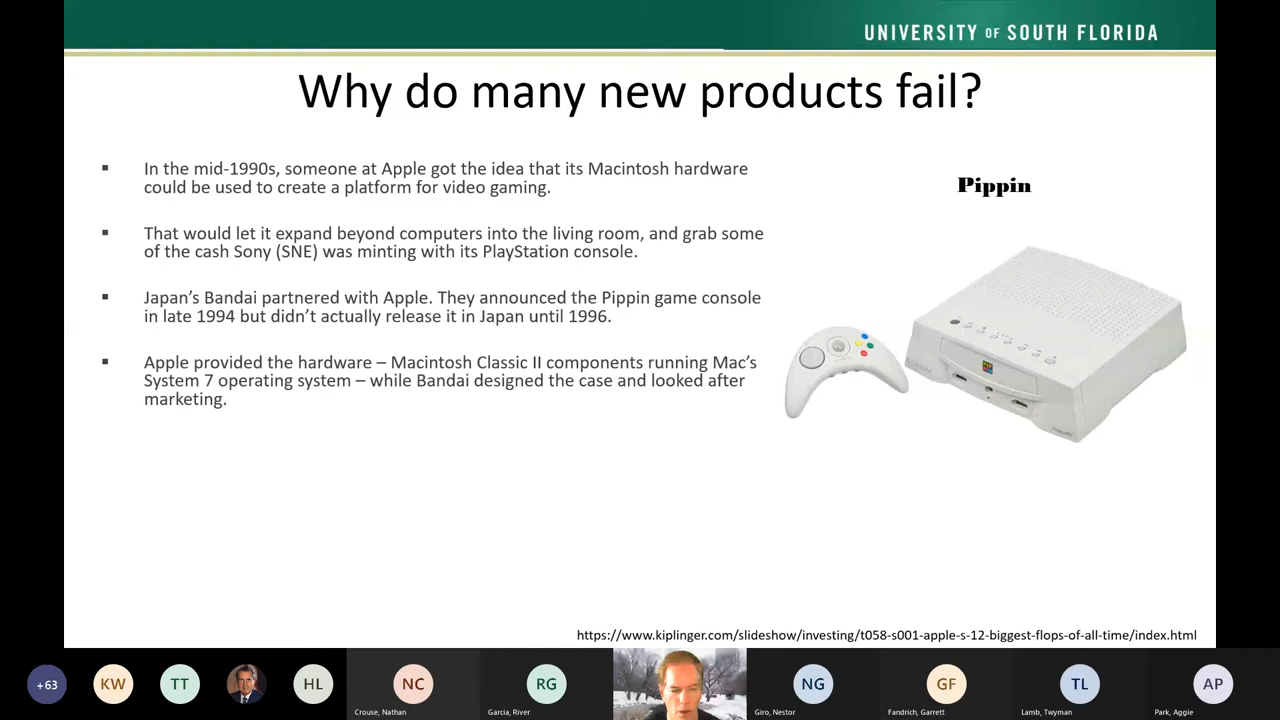 UNIVERSITY OF SOUTH FLORIDA
Why do many new products fail?
In the mid-1990s, someone at Apple got the idea that its Macintosh hardware
could be used to create a platform for video gaming.
That would let it expand beyond computers into the living room, and grab some
of the cash Sony (SNE) was minting with its PlayStation console.
Japan’s Bandai partnered with Apple. They announced the Pippin game console
in late 1994 but didn’t actually release it in Japan until 1996.
Apple provided the hardware – Macintosh Classic II components running Mac’s
System 7 operating system – while Bandai designed the case and looked after
marketing.
Pippin
https://www.kiplinger.com/slideshow/investing/t058-s001-apple-s-12-biggest-flops-of-all-time/index.html
+63
KW
TT
HL
NC
Crouse, Nathan
RG
Garcia, River
NG
Giro, Nestor
GF
Fandrich, Garrett
TL
Lamb, Twyman
AP
Park, Aggie